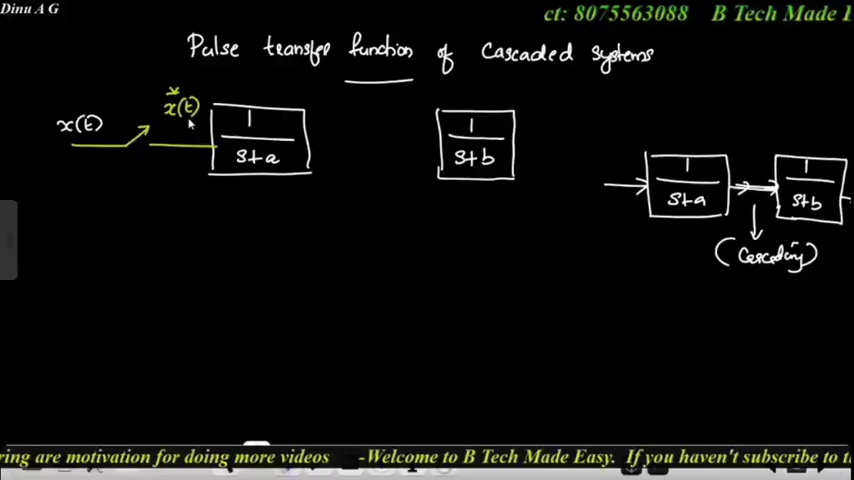 Dinu A G
ct: 8075563088 B Tech Made
Pulse transfer function of Cascaded Systems
x(t)
x*(t)
1
s+a
1
s+b
1
s+a
1
s+b
(Cascading)
ring are motivation for doing more videos -Welcome to B Tech Made Easy. If you haven't subscribe to